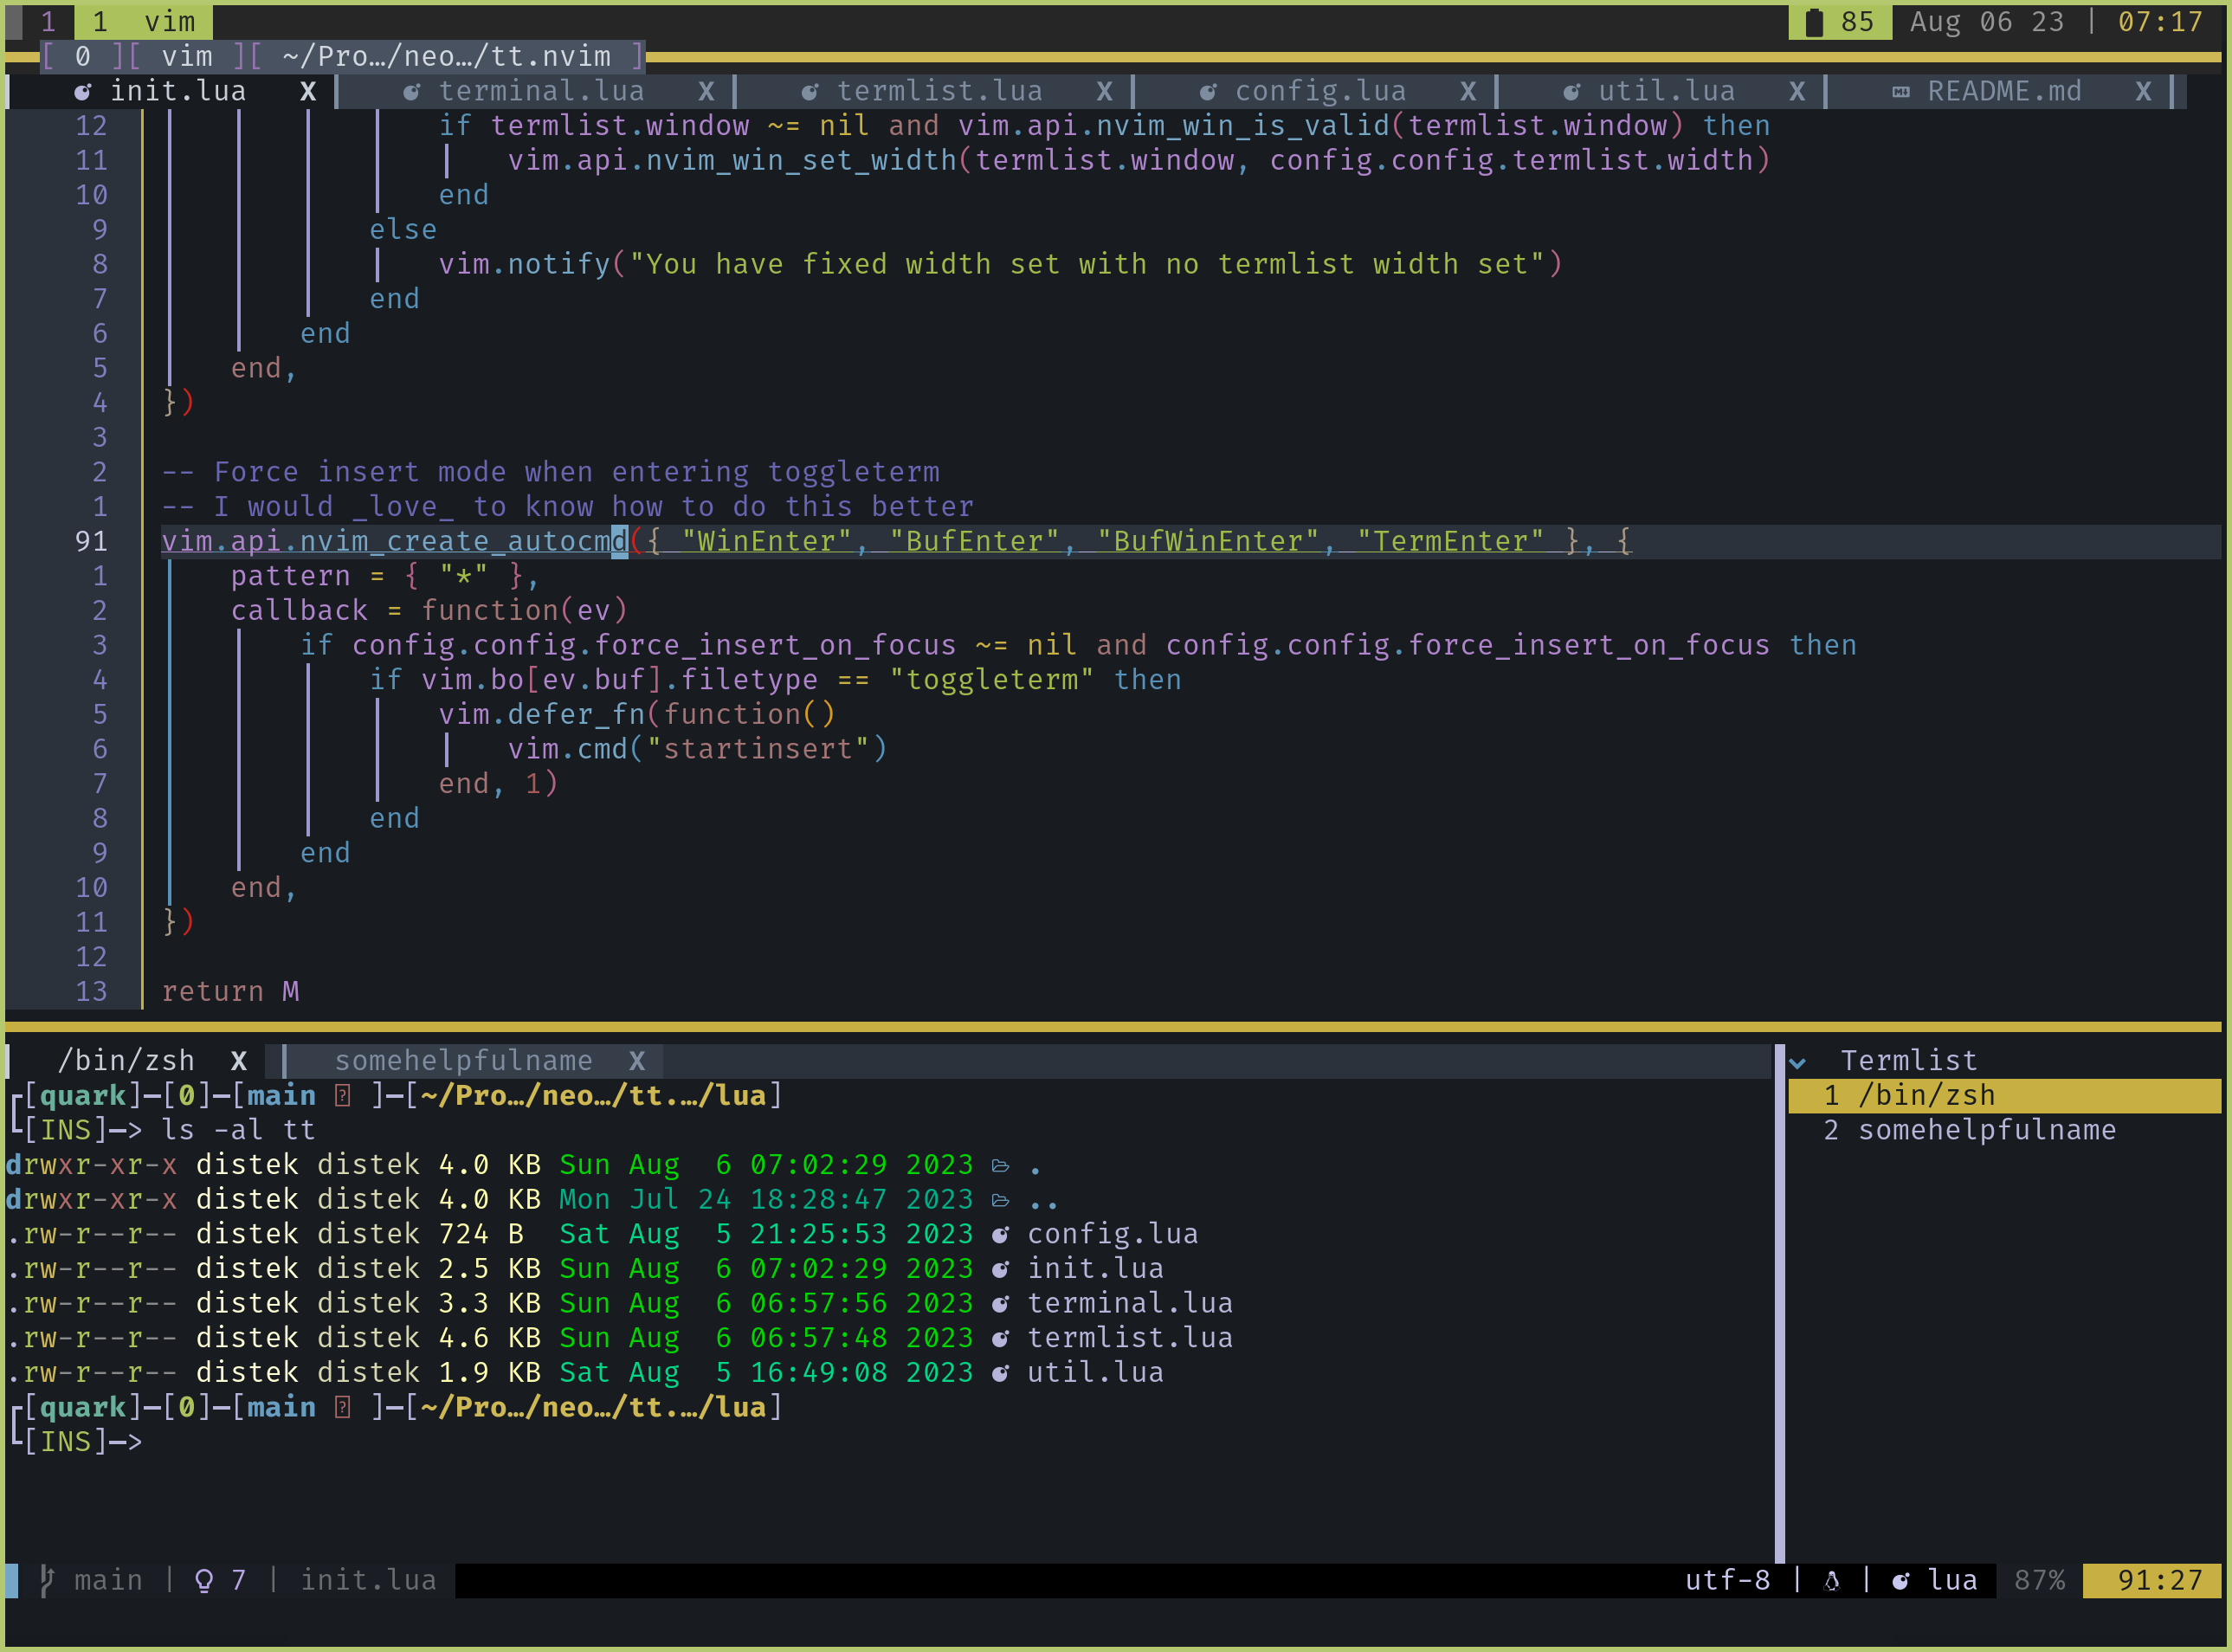 1 1 vim 85 Aug 06 23 | 07:17
[ 0 ][ vim ][ ~/Pro…/neo…/tt.nvim ]
init.lua X terminal.lua X termlist.lua X config.lua X util.lua X README.md X
12 if termlist.window ~= nil and vim.api.nvim_win_is_valid(termlist.window) then
11 vim.api.nvim_win_set_width(termlist.window, config.config.termlist.width)
10 end
9 else
8 vim.notify("You have fixed width set with no termlist width set")
7 end
6 end
5 end,
4 })
3
2 -- Force insert mode when entering toggleterm
1 -- I would _love_ to know how to do this better
91 vim.api.nvim_create_autocmd({ "WinEnter", "BufEnter", "BufWinEnter", "TermEnter" }, {
1 pattern = { "*" },
2 callback = function(ev)
3 if config.config.force_insert_on_focus ~= nil and config.config.force_insert_on_focus then
4 if vim.bo[ev.buf].filetype == "toggleterm" then
5 vim.defer_fn(function()
6 vim.cmd("startinsert")
7 end, 1)
8 end
9 end
10 end,
11 })
12
13 return M
/bin/zsh X somehelpfulname X
┌[quark]─[0]─[main ? ]─[~/Pro…/neo…/tt.…/lua]
└[INS]─> ls -al tt
drwxr-xr-x distek distek 4.0 KB Sun Aug  6 07:02:29 2023 .
drwxr-xr-x distek distek 4.0 KB Mon Jul 24 18:28:47 2023 ..
.rw-r--r-- distek distek 724 B  Sat Aug  5 21:25:53 2023 config.lua
.rw-r--r-- distek distek 2.5 KB Sun Aug  6 07:02:29 2023 init.lua
.rw-r--r-- distek distek 3.3 KB Sun Aug  6 06:57:56 2023 terminal.lua
.rw-r--r-- distek distek 4.6 KB Sun Aug  6 06:57:48 2023 termlist.lua
.rw-r--r-- distek distek 1.9 KB Sat Aug  5 16:49:08 2023 util.lua
┌[quark]─[0]─[main ? ]─[~/Pro…/neo…/tt.…/lua]
└[INS]─>
Termlist
1 /bin/zsh
2 somehelpfulname
main | 7 | init.lua utf-8 | | lua 87% 91:27